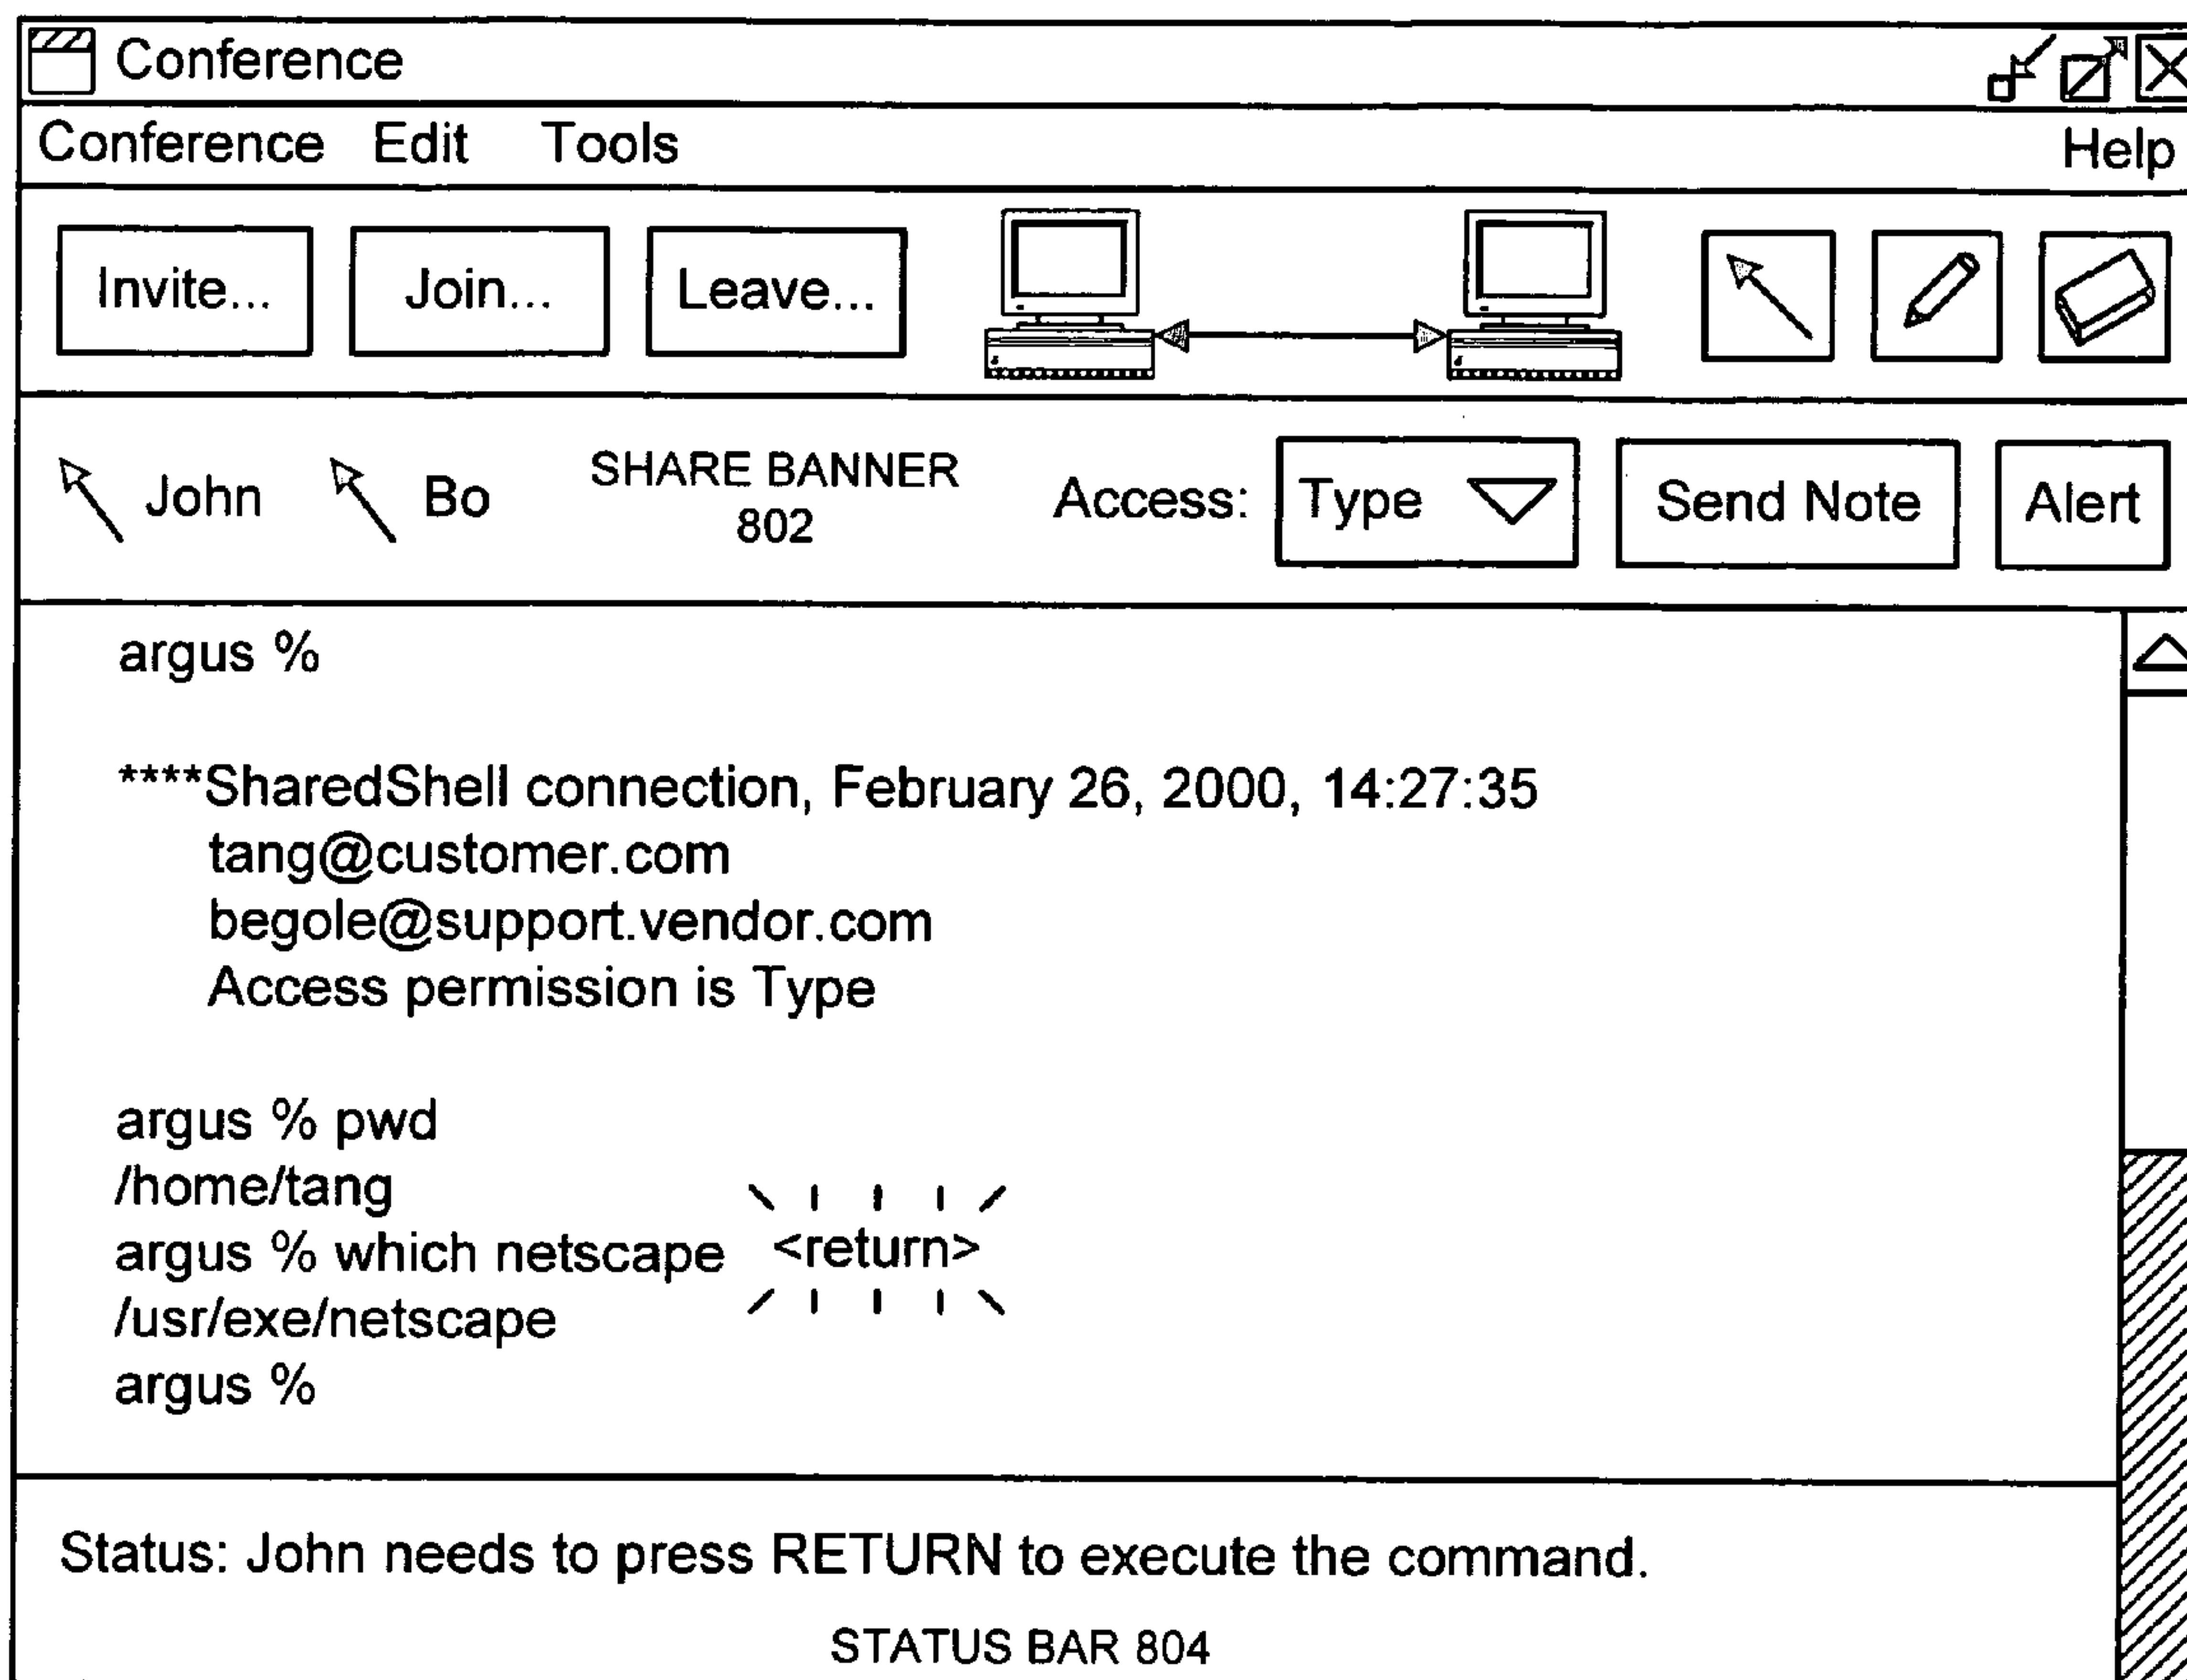 Conference
Conference Edit Tools Help
Invite... Join... Leave...
John Bo SHARE BANNER 802 Access: Type Send Note Alert
argus %
****SharedShell connection, February 26, 2000, 14:27:35
tang@customer.com
begole@support.vendor.com
Access permission is Type
argus % pwd
/home/tang
argus % which netscape <return>
/usr/exe/netscape
argus %
Status: John needs to press RETURN to execute the command.
STATUS BAR 804